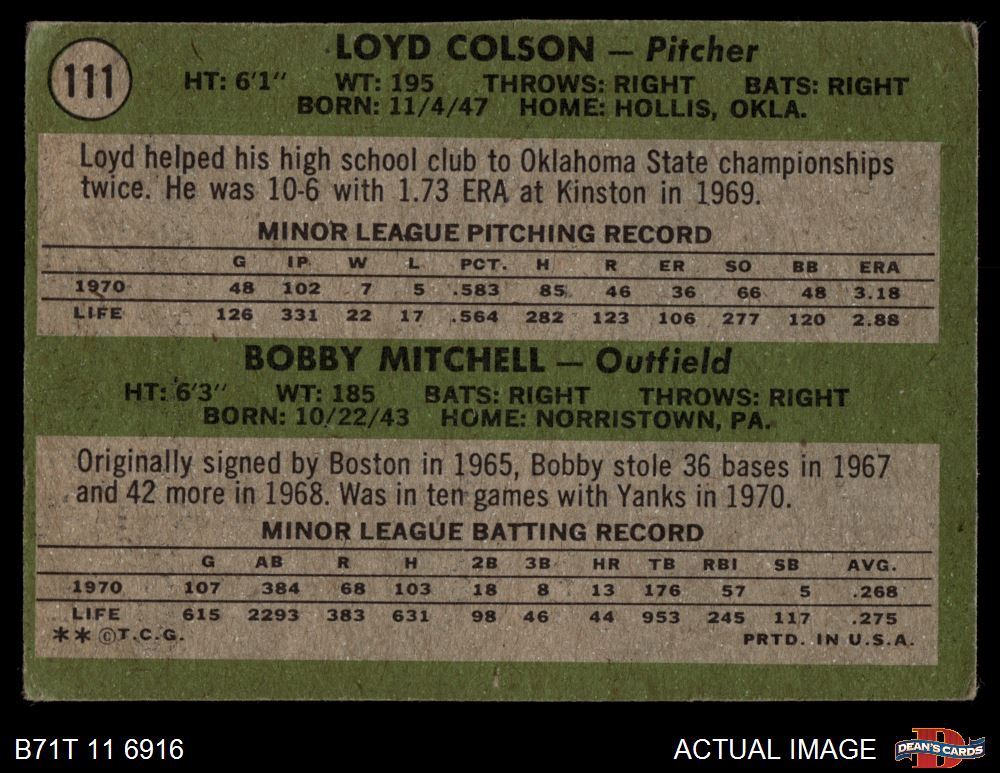 111
LOYD COLSON — Pitcher
HT: 6'1" WT: 195 THROWS: RIGHT BATS: RIGHT
BORN: 11/4/47 HOME: HOLLIS, OKLA.
Loyd helped his high school club to Oklahoma State championships
twice. He was 10-6 with 1.73 ERA at Kinston in 1969.
MINOR LEAGUE PITCHING RECORD
G IP W L PCT. H R ER SO BB ERA
1970 48 102 7 5 .583 85 46 36 66 48 3.18
LIFE 126 331 22 17 .564 282 123 106 277 120 2.88
BOBBY MITCHELL — Outfield
HT: 6'3" WT: 185 BATS: RIGHT THROWS: RIGHT
BORN: 10/22/43 HOME: NORRISTOWN, PA.
Originally signed by Boston in 1965, Bobby stole 36 bases in 1967
and 42 more in 1968. Was in ten games with Yanks in 1970.
MINOR LEAGUE BATTING RECORD
G AB R H 2B 3B HR TB RBI SB AVG.
1970 107 384 68 103 18 8 13 176 57 5 .268
LIFE 615 2293 383 631 98 46 44 953 245 117 .275
** ©T.C.G. PRTD. IN U.S.A.
B71T 11 6916 ACTUAL IMAGE DEAN'S CARDS